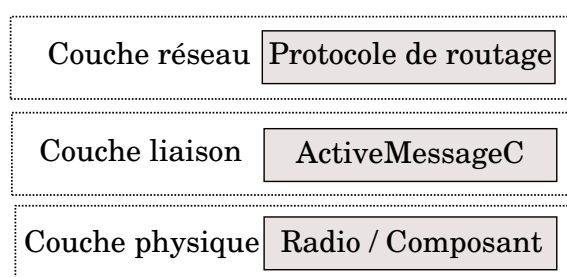 Couche réseau Protocole de routage
Couche liaison ActiveMessageC
Couche physique Radio / Composant